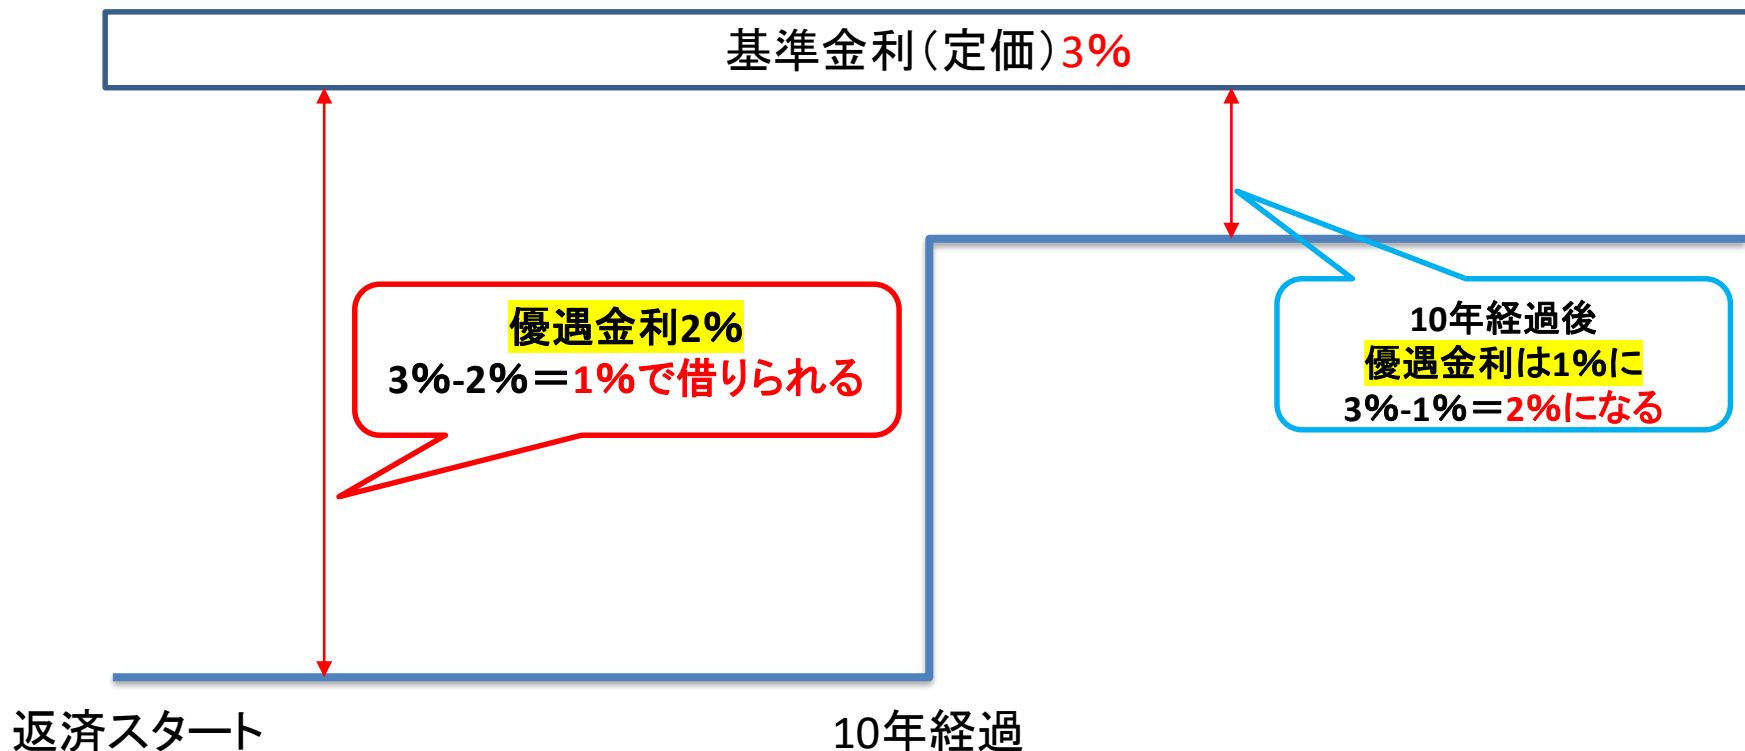 基準金利(定価)3%
優遇金利2%
3%-2%＝1%で借りられる
10年経過後
優遇金利は1%に
3%-1%＝2%になる
返済スタート
10年経過